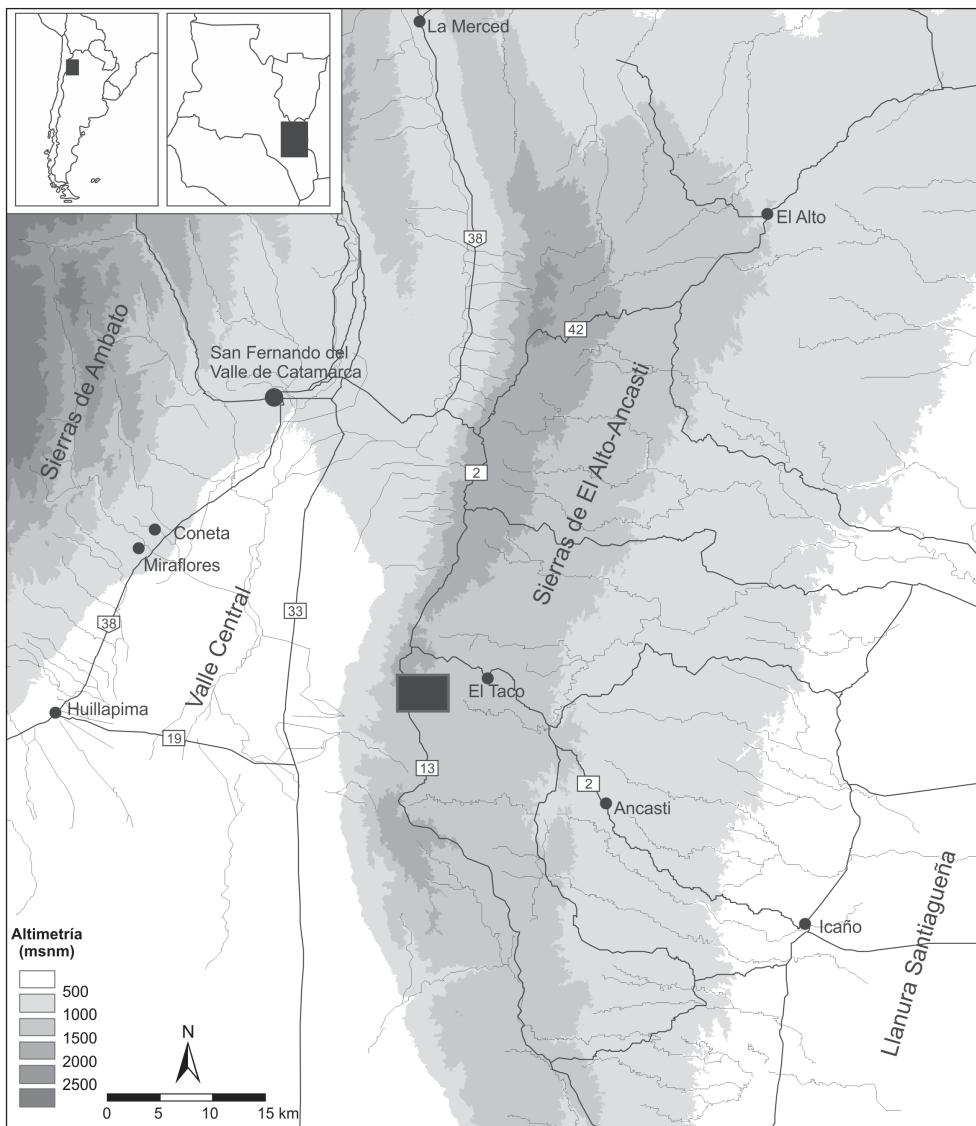 La Merced
38
El Alto
42
Sierras de Ambato
San Fernando del
Valle de Catamarca
Sierras de El Alto-Ancasti
2
Coneta
Miraflores
38
Valle Central
33
El Taco
Huillapima
19
13
2
Ancasti
Icaño
Llanura Santiagueña
Altimetría
(msnm)
500
1000
1500
2000
2500
N
0 5 10 15 km